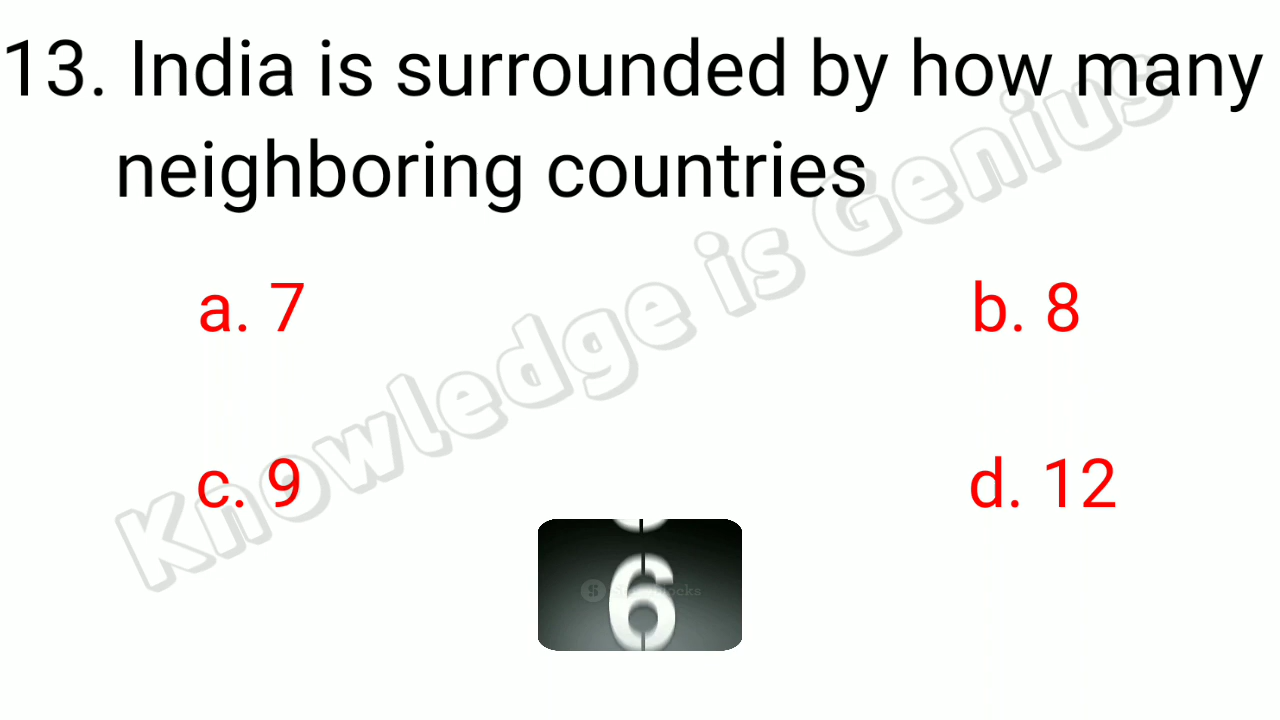 13. India is surrounded by how many
neighboring countries
a. 7
b. 8
c. 9
d. 12
Knowledge is Genius
6